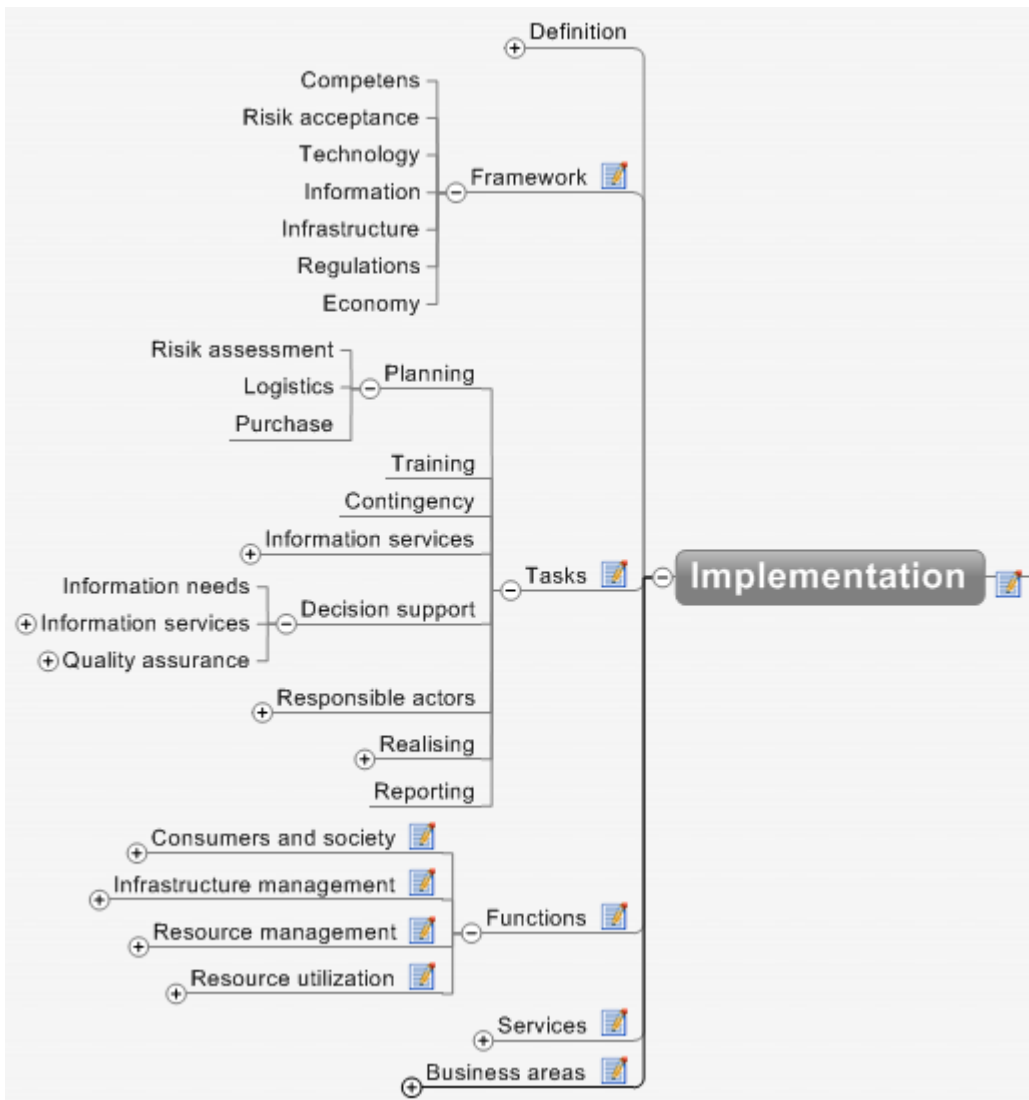 Definition
Competens
Risik acceptance
Technology
Framework
Information
Infrastructure
Regulations
Economy
Risik assessment
Planning
Logistics
Purchase
Training
Contingency
Information services
Tasks
Implementation
Information needs
Decision support
Information services
Quality assurance
Responsible actors
Realising
Reporting
Consumers and society
Infrastructure management
Functions
Resource management
Resource utilization
Services
Business areas